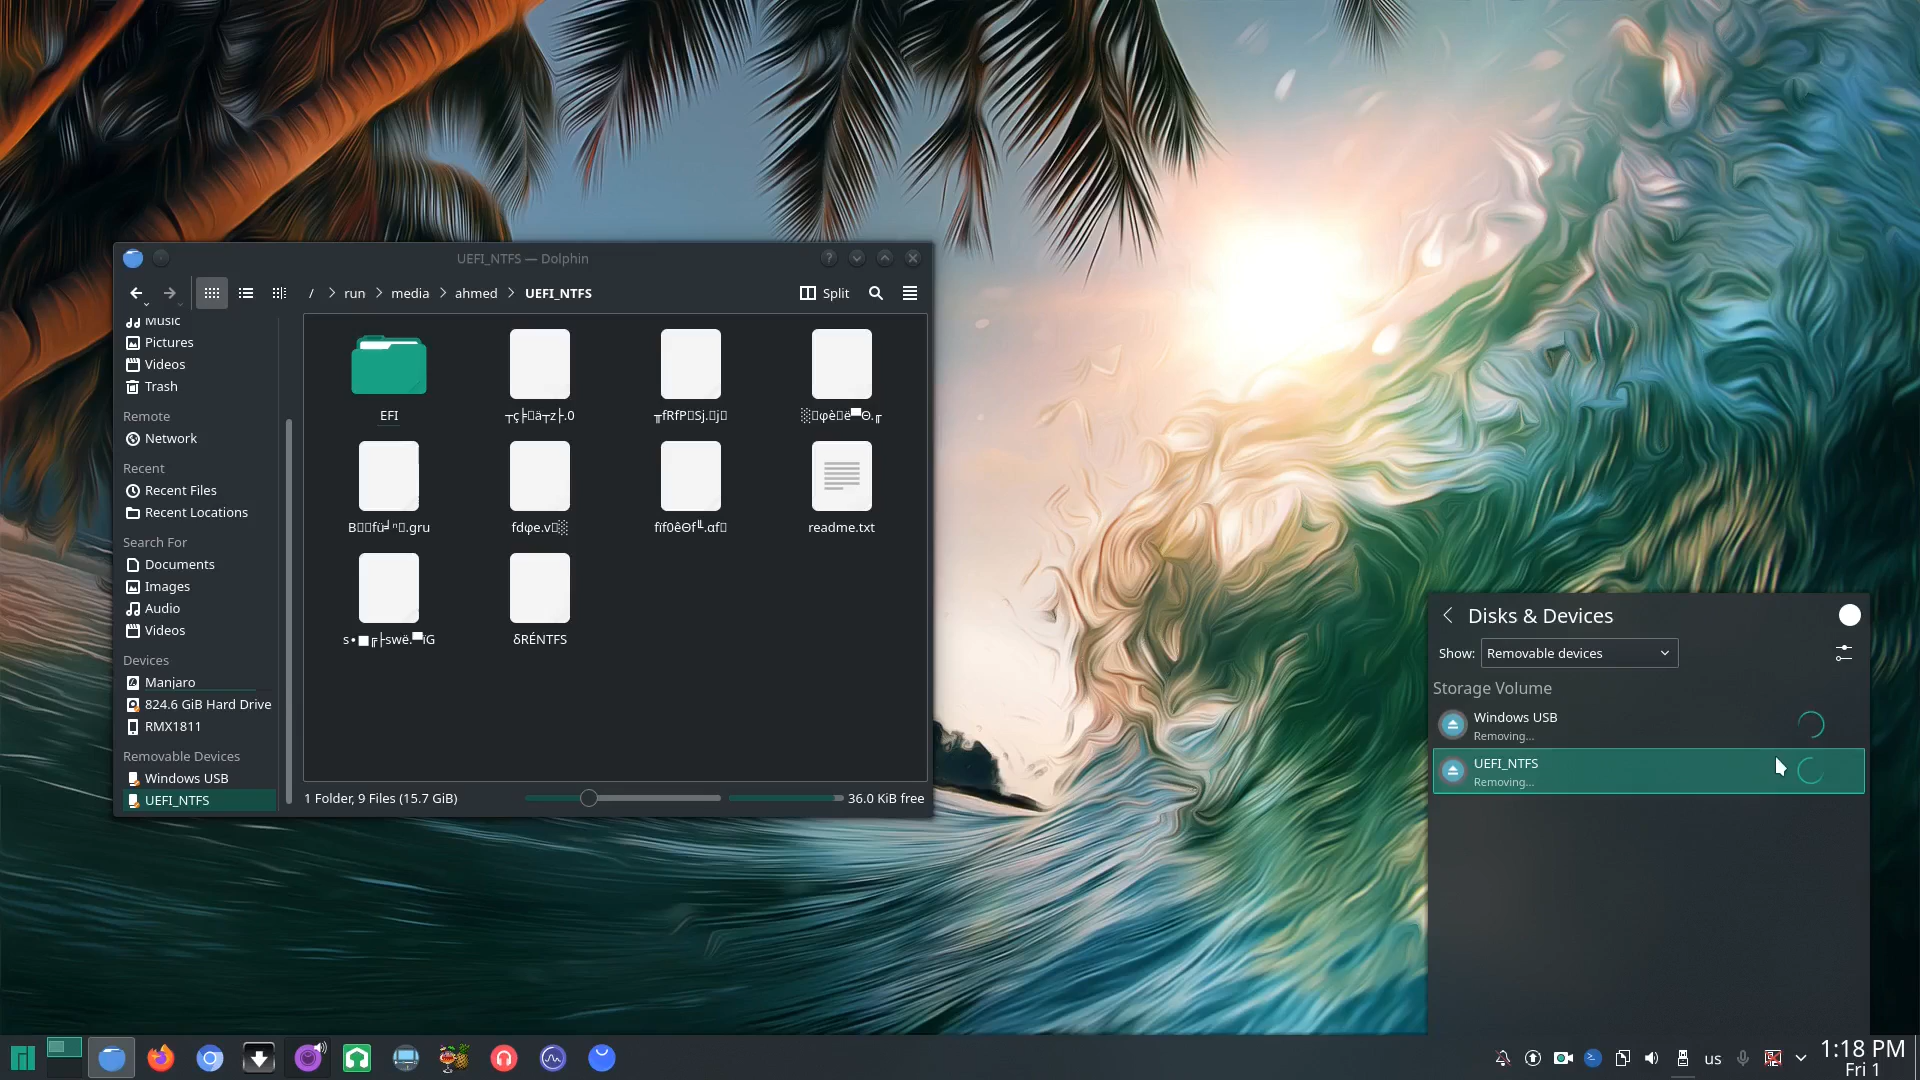 UEFI_NTFS — Dolphin
/ > run > media > ahmed > UEFI_NTFS
Split
Music
Pictures
Videos
Trash
Remote
Network
Recent
Recent Files
Recent Locations
Search For
Documents
Images
Audio
Videos
Devices
Manjaro
824.6 GiB Hard Drive
RMX1811
Removable Devices
Windows USB
UEFI_NTFS
EFI
readme.txt
δRÉNTFS
1 Folder, 9 Files (15.7 GiB)
36.0 KiB free
Disks & Devices
Show: Removable devices
Storage Volume
Windows USB
Removing...
UEFI_NTFS
Removing...
us
1:18 PM
Fri 1